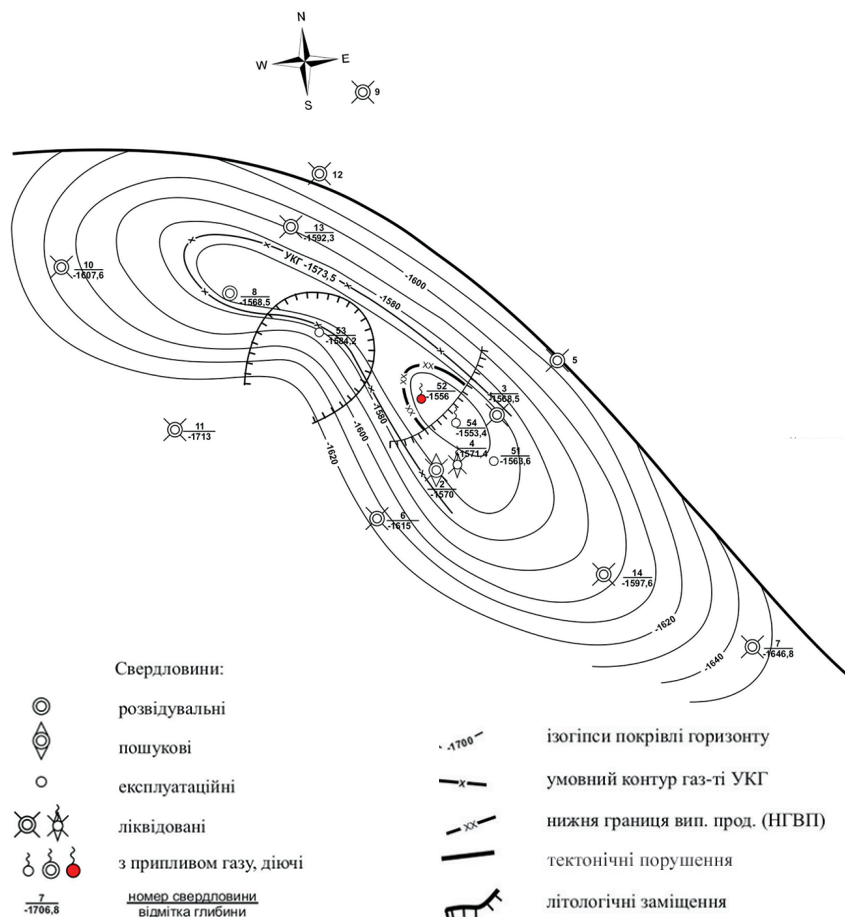 N
W
E
S
9
12
13
-1592,3
10
-1607,6
-1600
УКГ -1573,5
-1580
8
-1568,5
53
-1584,2
5
52
-1556
3
-1568,5
54
-1553,4
4
-1571,4
51
-1563,6
-1580
-1600
-1620
11
-1713
2
-1570
6
-1615
14
-1597,6
-1620
-1640
7
-1646,8
Свердловини:
розвідувальні
пошукові
експлуатаційні
ліквідовані
з припливом газу, діючі
7
-1706,8
номер свердловини
відмітка глибини
-1700
ізогіпси покрівлі горизонту
x
умовний контур газ-ті УКГ
xx
нижня границя вип. прод. (НГВП)
тектонічні порушення
літологічні заміщення